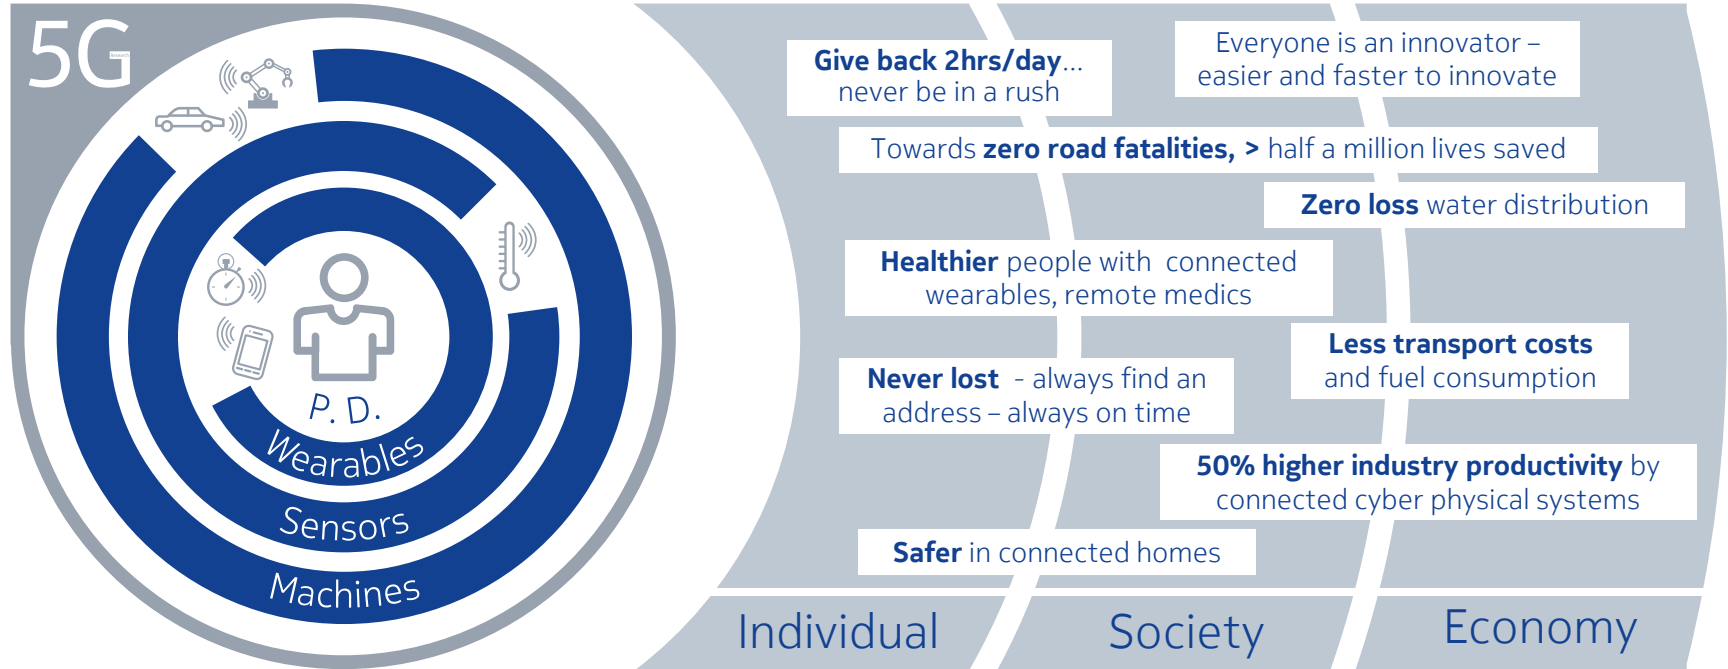 5G
P. D.
Wearables
Sensors
Machines
Give back 2hrs/day...
never be in a rush
Everyone is an innovator –
easier and faster to innovate
Towards zero road fatalities, > half a million lives saved
Zero loss water distribution
Healthier people with connected
wearables, remote medics
Less transport costs
and fuel consumption
Never lost - always find an
address – always on time
50% higher industry productivity by
connected cyber physical systems
Safer in connected homes
Individual
Society
Economy